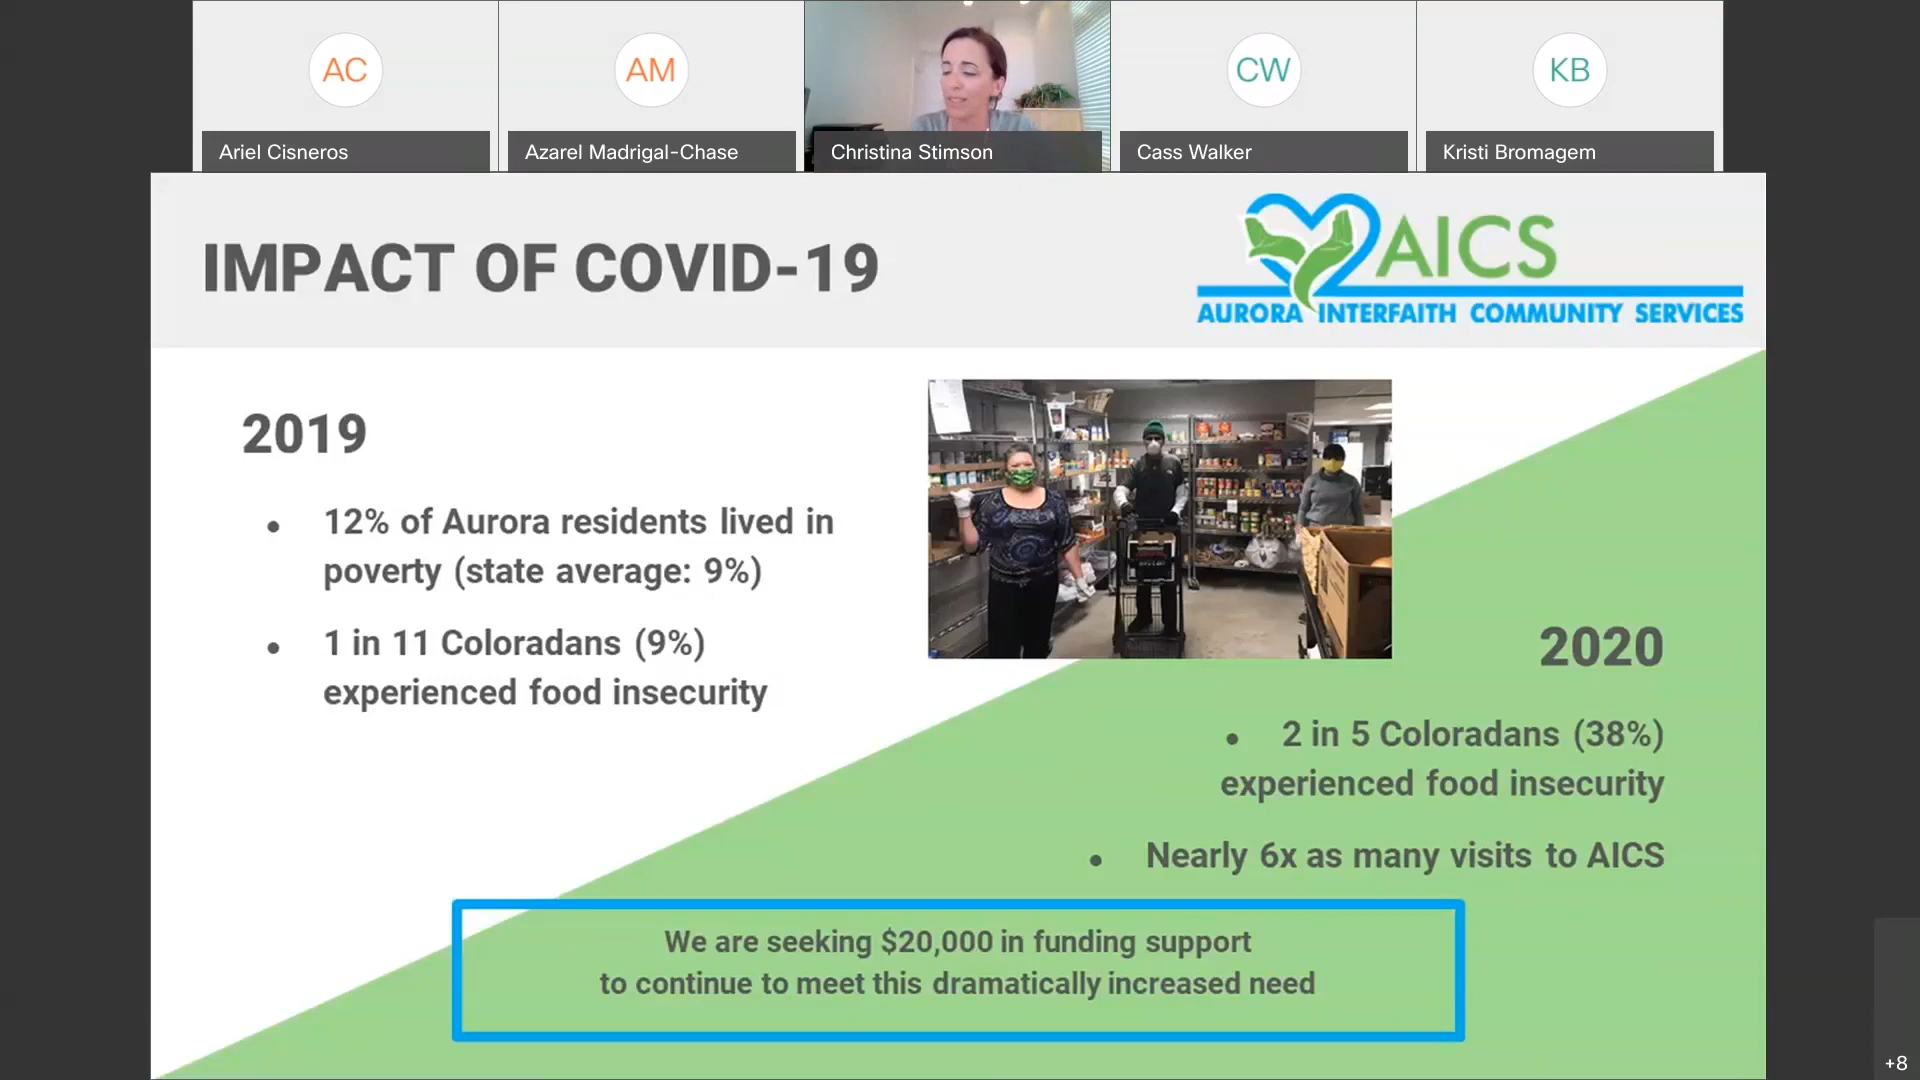 AC
AM
CW
KB
Ariel Cisneros
Azarel Madrigal-Chase
Christina Stimson
Cass Walker
Kristi Bromagem
IMPACT OF COVID-19
AICS
AURORA INTERFAITH COMMUNITY SERVICES
2019
• 12% of Aurora residents lived in
poverty (state average: 9%)
• 1 in 11 Coloradans (9%)
experienced food insecurity
2020
• 2 in 5 Coloradans (38%)
experienced food insecurity
• Nearly 6x as many visits to AICS
We are seeking $20,000 in funding support
to continue to meet this dramatically increased need
+8